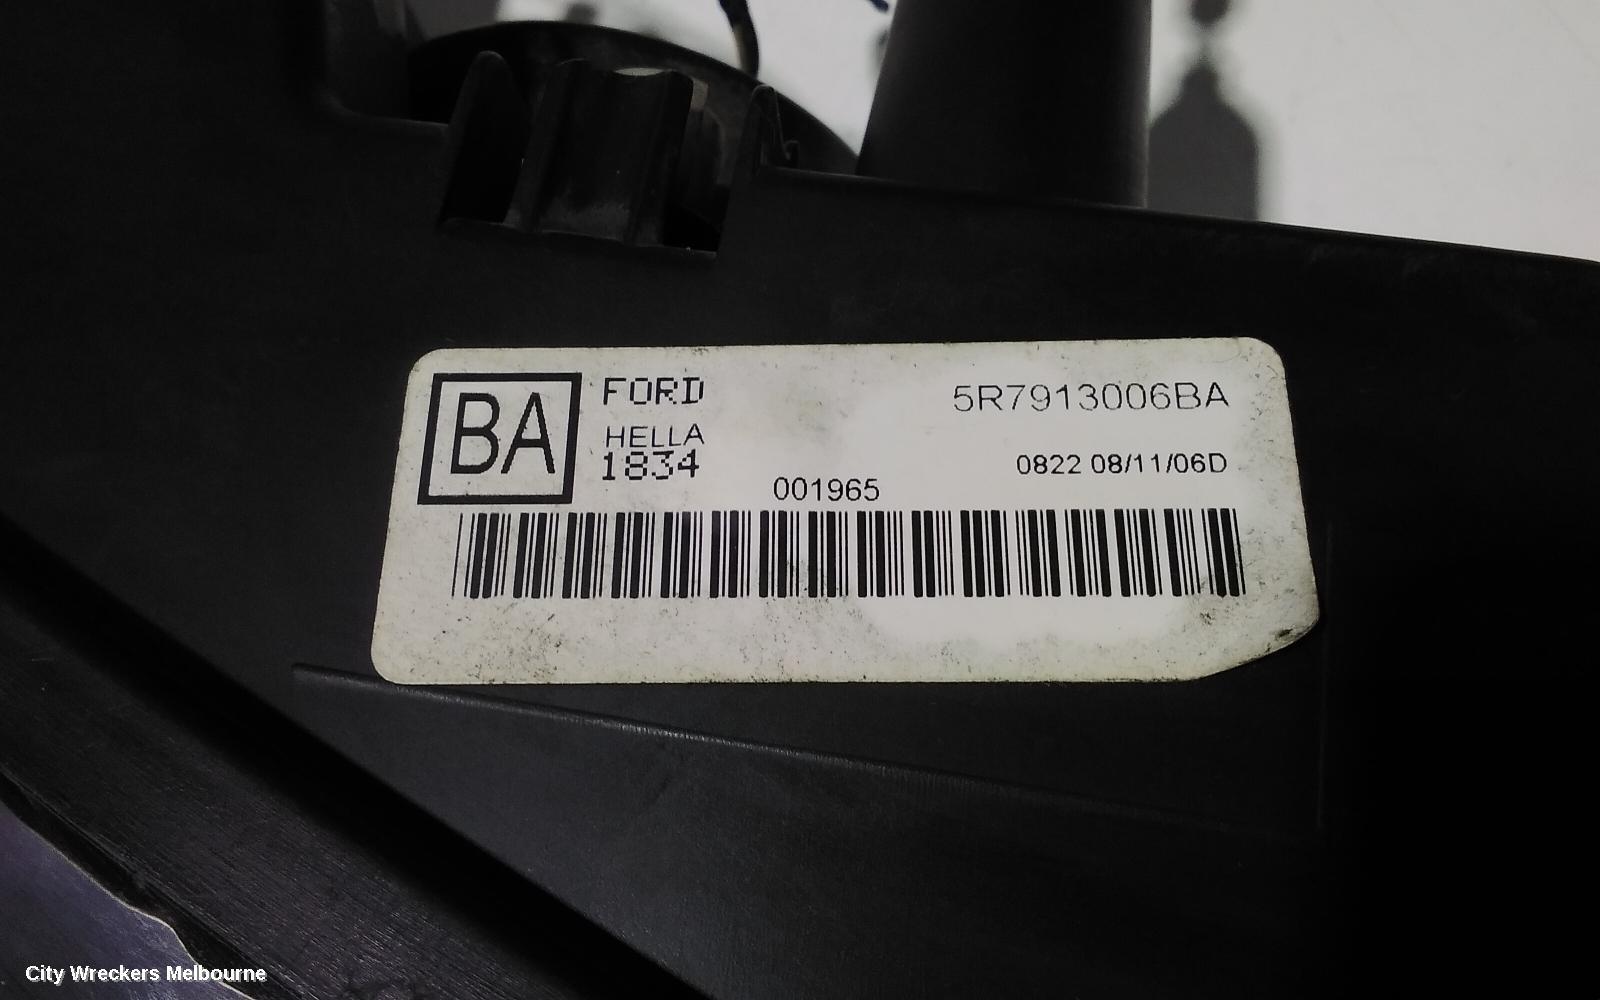 BA
FORD
HELLA
1834
5R7913006BA
0822 08/11/06D
001965
City Wreckers Melbourne